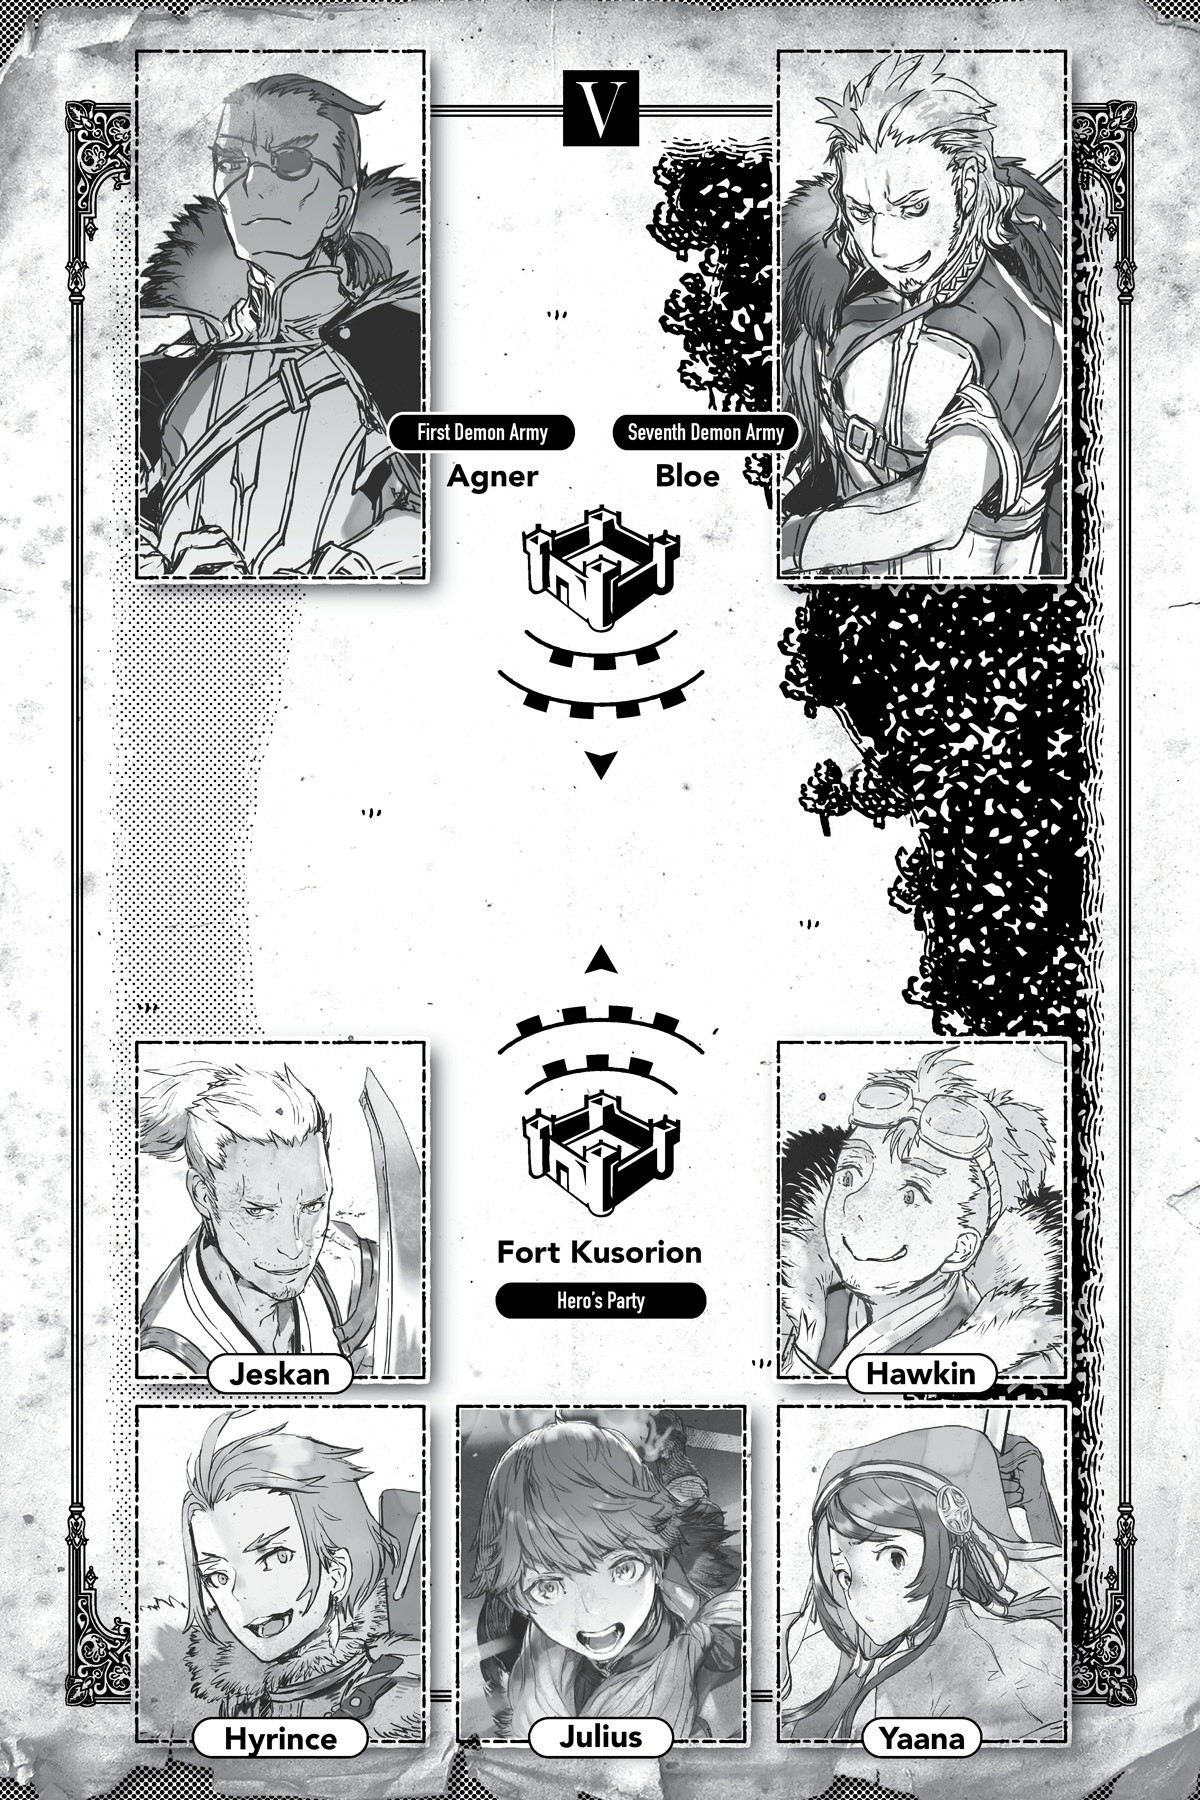 V
First Demon Army
Agner
Seventh Demon Army
Bloe
Fort Kusorion
Hero's Party
Jeskan
Hawkin
Hyrince
Julius
Yaana